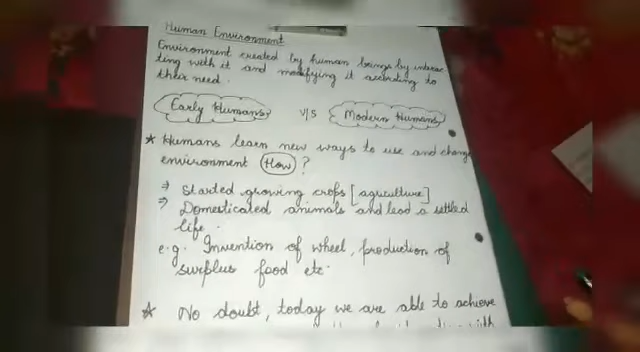 Human Environment
Environment created by human beings by interac
ting with it and modifying it according to
their need.
Early Humans V/S Modern Humans
* Humans learn new ways to use and change
environment How ?
⇒ Started growing crops [agriculture]
⇒ Domesticated animals and lead a settled
life.
e.g. Invention of wheel, production of
surplus food etc.
* No doubt, today we are able to achieve